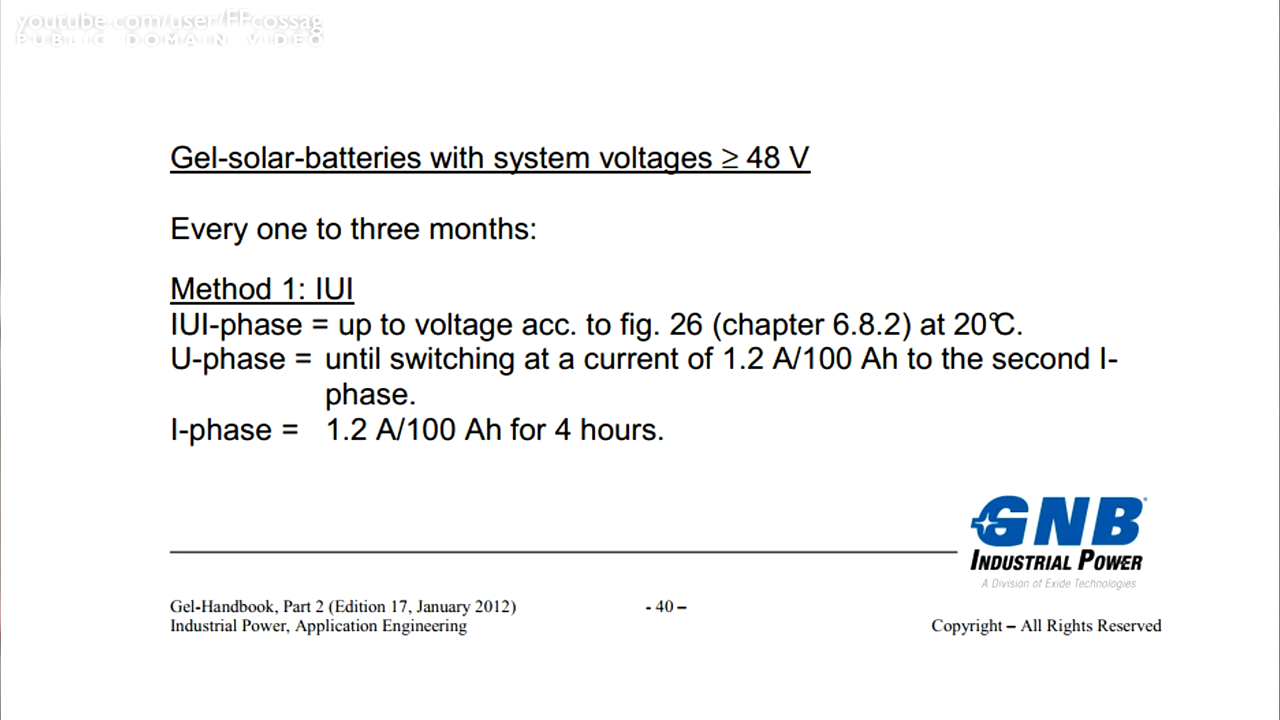 youtube.com/user/FFcossag
PUBLIC DOMAIN VIDEO
Gel-solar-batteries with system voltages ≥ 48 V
Every one to three months:
Method 1: IUI
IUI-phase = up to voltage acc. to fig. 26 (chapter 6.8.2) at 20°C.
U-phase = until switching at a current of 1.2 A/100 Ah to the second I-
phase.
I-phase = 1.2 A/100 Ah for 4 hours.
GNB
INDUSTRIAL POWER
A Division of Exide Technologies
Gel-Handbook, Part 2 (Edition 17, January 2012)
- 40 –
Industrial Power, Application Engineering
Copyright – All Rights Reserved